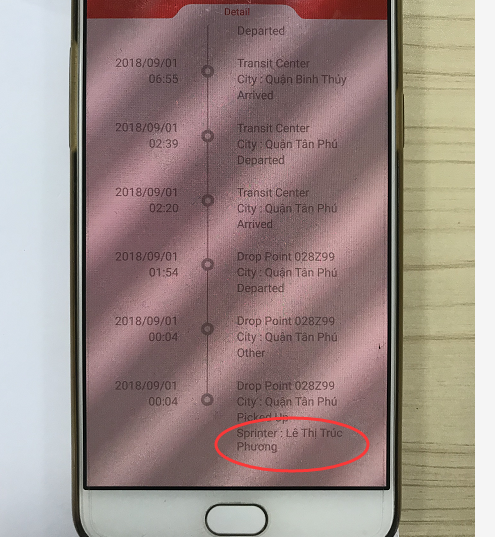 Detail
Departed
2018/09/01
06:55
Transit Center
City : Quận Bình Thủy
Arrived
2018/09/01
02:39
Transit Center
City : Quận Tân Phú
Departed
2018/09/01
02:20
Transit Center
City : Quận Tân Phú
Arrived
2018/09/01
01:54
Drop Point 028Z99
City : Quận Tân Phú
Departed
2018/09/01
00:04
Drop Point 028Z99
City : Quận Tân Phú
Other
2018/09/01
00:04
Drop Point 028Z99
City : Quận Tân Phú
Picked Up
Sprinter : Lê Thị Trúc
Phương